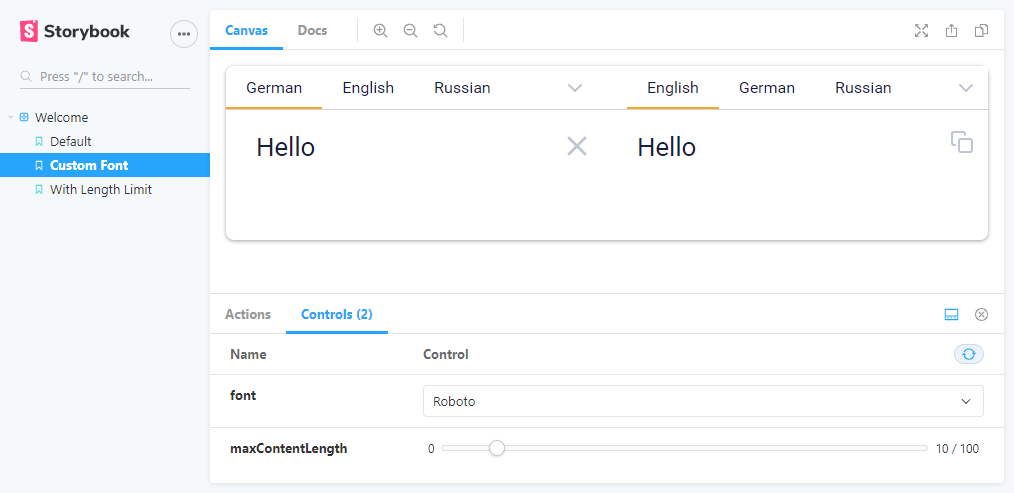 Storybook
Press "/" to search...
Welcome
Default
Custom Font
With Length Limit
Canvas Docs
German English Russian English German Russian
Hello Hello
Actions Controls (2)
Name Control
font Roboto
maxContentLength 0 10 / 100